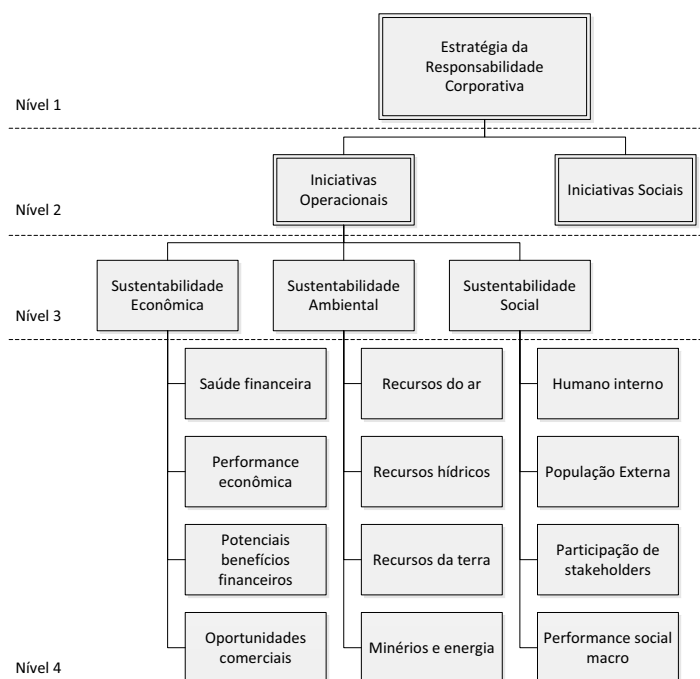 Estratégia da
Responsabilidade
Corporativa
Nível 1
Iniciativas
Operacionais
Iniciativas Sociais
Nível 2
Sustentabilidade
Econômica
Sustentabilidade
Ambiental
Sustentabilidade
Social
Nível 3
Saúde financeira
Recursos do ar
Humano interno
Performance
econômica
Recursos hídricos
População Externa
Potenciais
benefícios
financeiros
Recursos da terra
Participação de
stakeholders
Oportunidades
comerciais
Minérios e energia
Performance social
macro
Nível 4